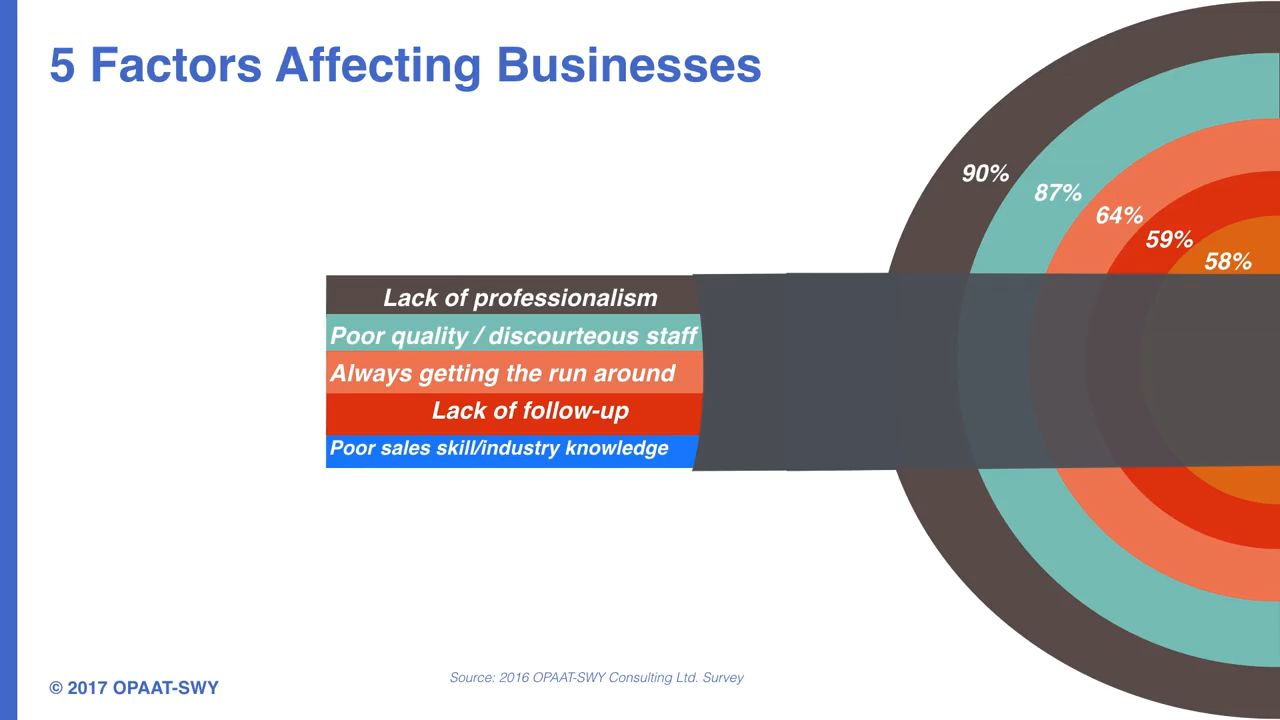 5 Factors Affecting Businesses
90%
87%
64%
59%
58%
Lack of professionalism
Poor quality / discourteous staff
Always getting the run around
Lack of follow-up
Poor sales skill/industry knowledge
Source: 2016 OPAAT-SWY Consulting Ltd. Survey
© 2017 OPAAT-SWY